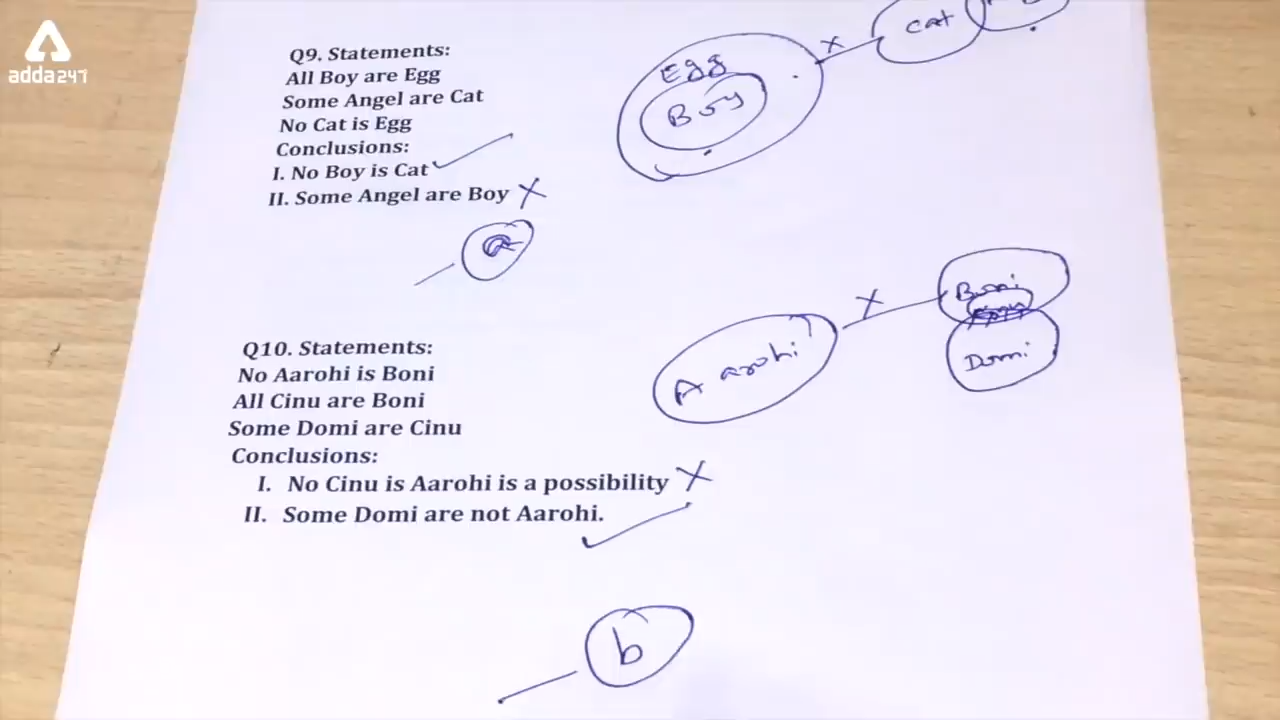 adda247
Q9. Statements:
All Boy are Egg
Some Angel are Cat
No Cat is Egg
Conclusions:
I. No Boy is Cat
II. Some Angel are Boy
a
Egg
Boy
Cat
Q10. Statements:
No Aarohi is Boni
All Cinu are Boni
Some Domi are Cinu
Conclusions:
I. No Cinu is Aarohi is a possibility
II. Some Domi are not Aarohi.
b
Aarohi
Boni
Domi